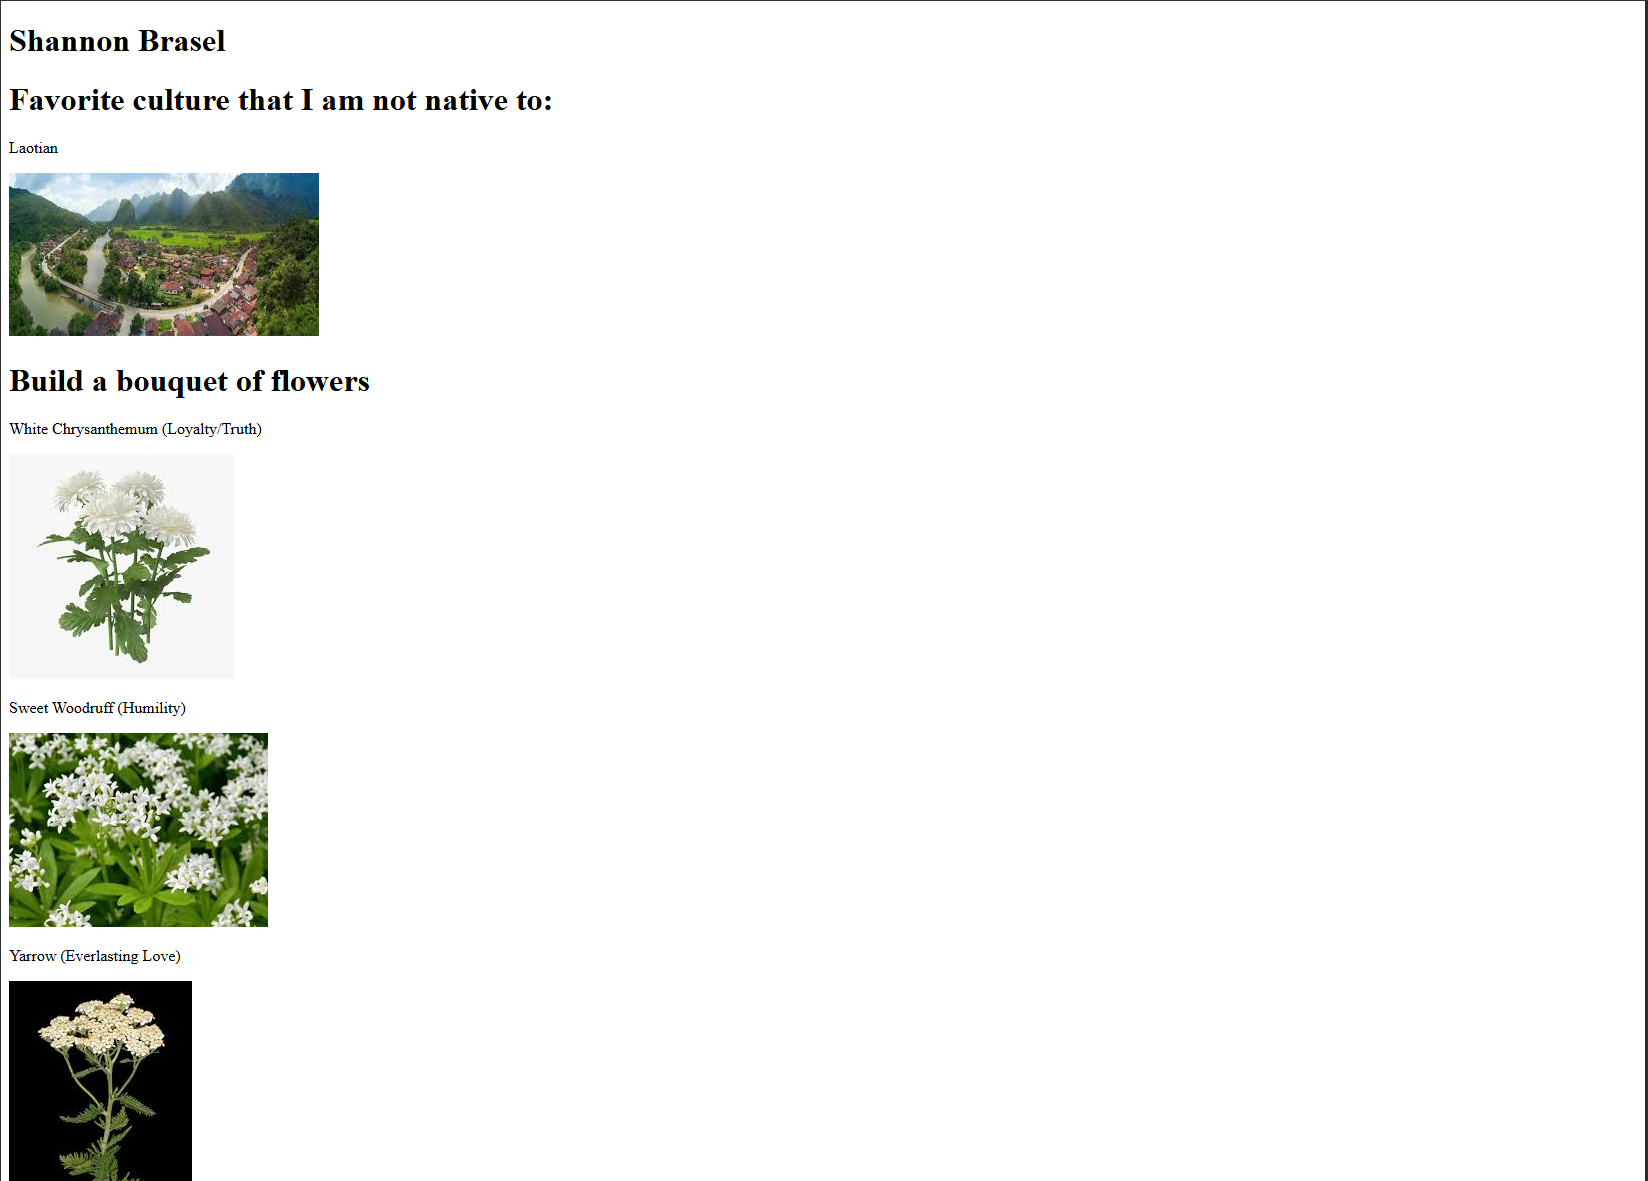 Shannon Brasel
Favorite culture that I am not native to:
Laotian
Build a bouquet of flowers
White Chrysanthemum (Loyalty/Truth)
Sweet Woodruff (Humility)
Yarrow (Everlasting Love)